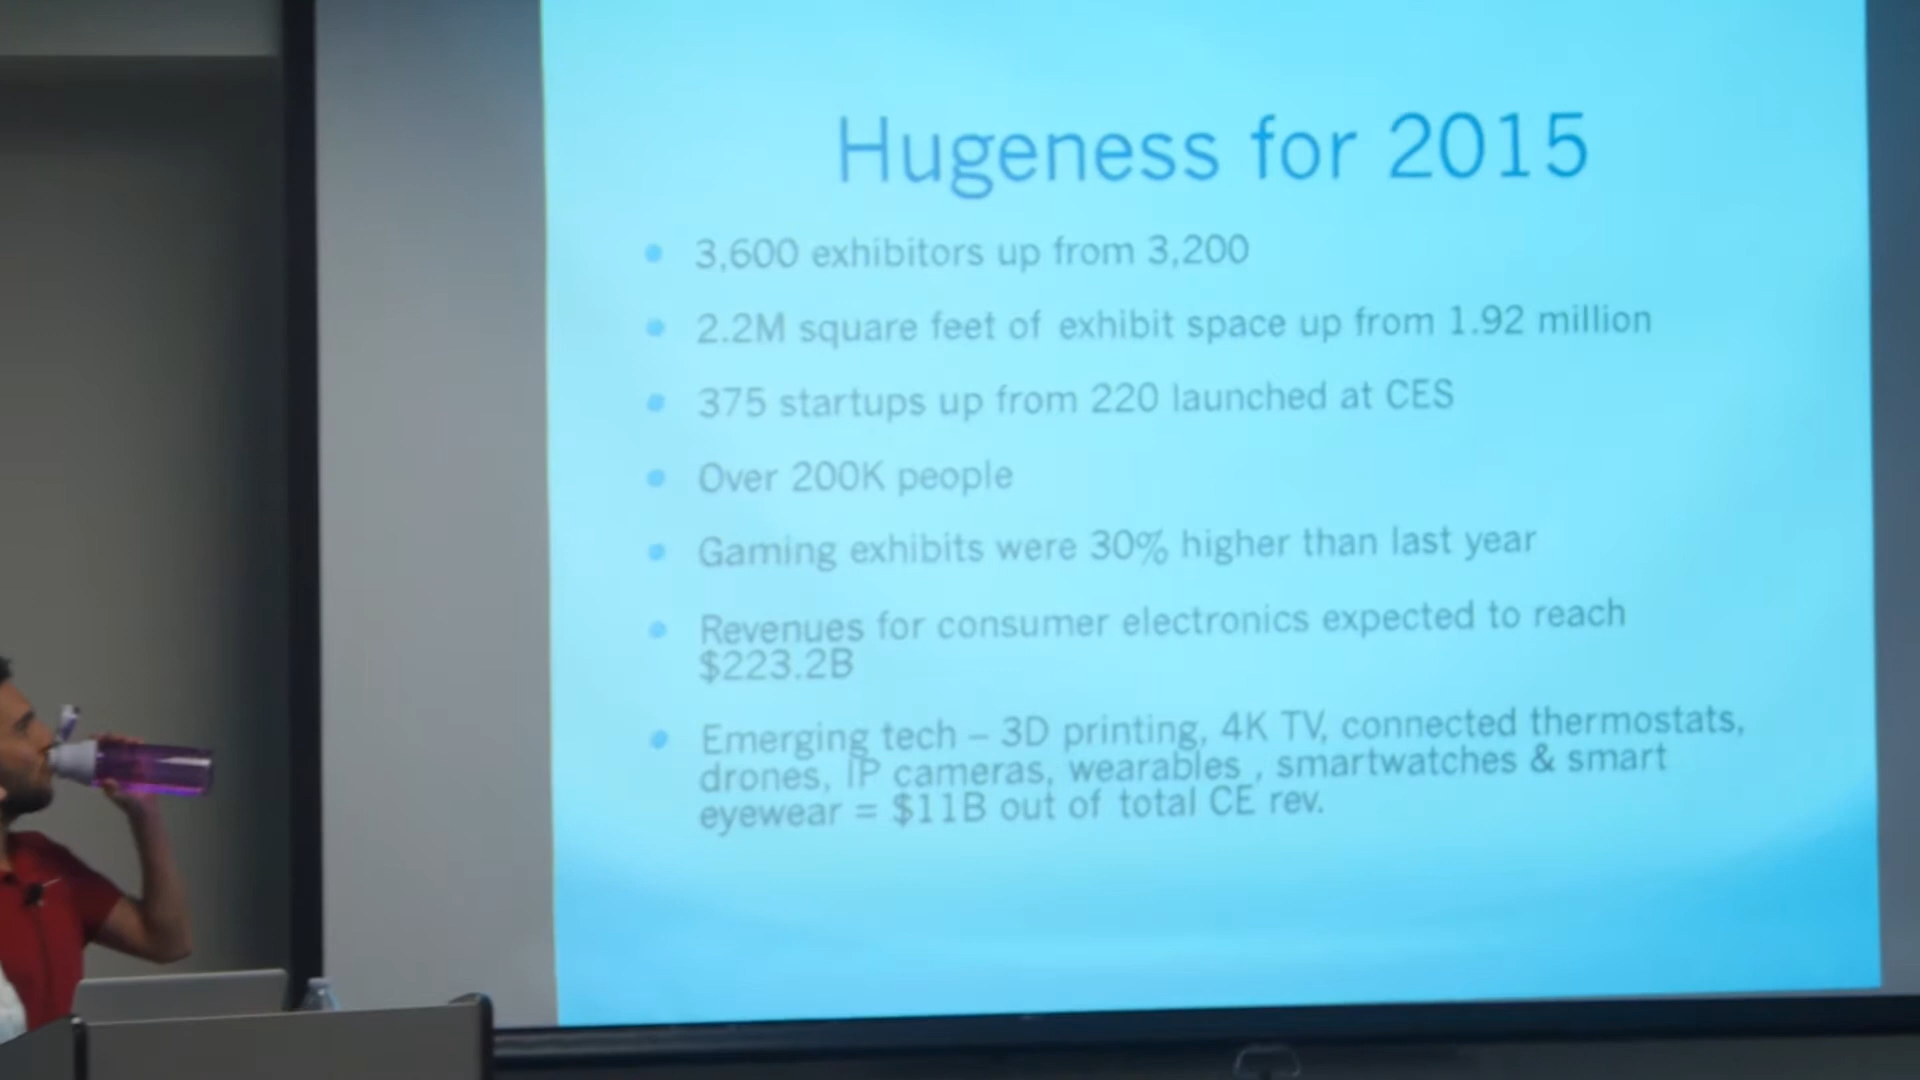 Hugeness for 2015
3,600 exhibitors up from 3,200
2.2M square feet of exhibit space up from 1.92 million
375 startups up from 220 launched at CES
Over 200K people
Gaming exhibits were 30% higher than last year
Revenues for consumer electronics expected to reach
$223.2B
Emerging tech – 3D printing, 4K TV, connected thermostats,
drones, IP cameras, wearables , smartwatches & smart
eyewear = $11B out of total CE rev.